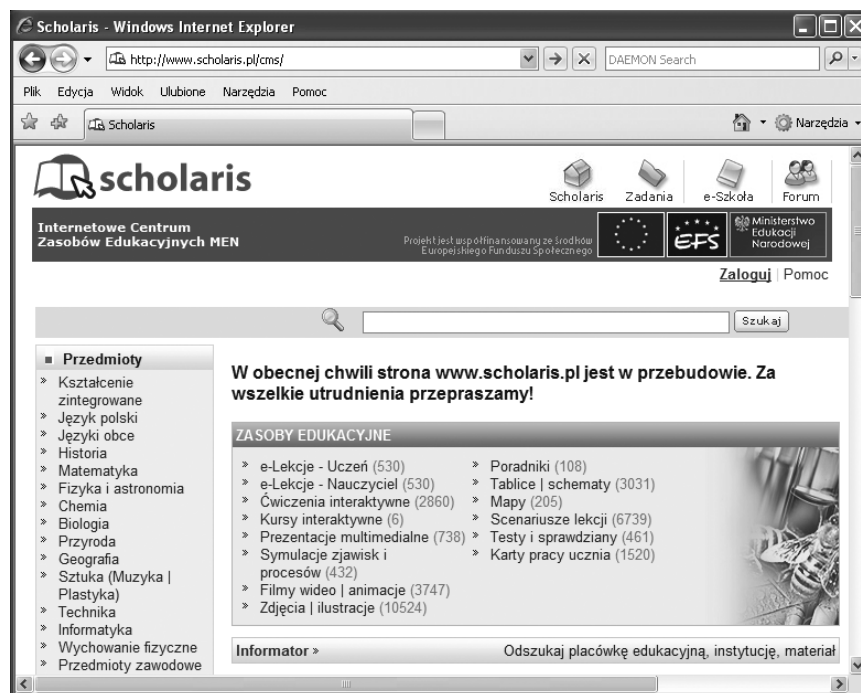 Scholaris - Windows Internet Explorer
http://www.scholaris.pl/cms/
DAEMON Search
Plik Edycja Widok Ulubione Narzędzia Pomoc
Scholaris
Narzędzia
scholaris
Scholaris Zadania e-Szkoła Forum
Internetowe Centrum
Zasobów Edukacyjnych MEN
Projekt jest współfinansowany ze środków
Europejskiego Funduszu Społecznego
EFS
Ministerstwo
Edukacji
Narodowej
Zaloguj | Pomoc
Szukaj
Przedmioty
» Kształcenie
zintegrowane
» Język polski
» Języki obce
» Historia
» Matematyka
» Fizyka i astronomia
» Chemia
» Biologia
» Przyroda
» Geografia
» Sztuka (Muzyka |
Plastyka)
» Technika
» Informatyka
» Wychowanie fizyczne
» Przedmioty zawodowe
W obecnej chwili strona www.scholaris.pl jest w przebudowie. Za
wszelkie utrudnienia przepraszamy!
ZASOBY EDUKACYJNE
» e-Lekcje - Uczeń (530)
» e-Lekcje - Nauczyciel (530)
» Ćwiczenia interaktywne (2860)
» Kursy interaktywne (6)
» Prezentacje multimedialne (738)
» Symulacje zjawisk i
procesów (432)
» Filmy wideo | animacje (3747)
» Zdjęcia | ilustracje (10524)
» Poradniki (108)
» Tablice | schematy (3031)
» Mapy (205)
» Scenariusze lekcji (6739)
» Testy i sprawdziany (461)
» Karty pracy ucznia (1520)
Informator » Odszukaj placówkę edukacyjną, instytucję, materiał